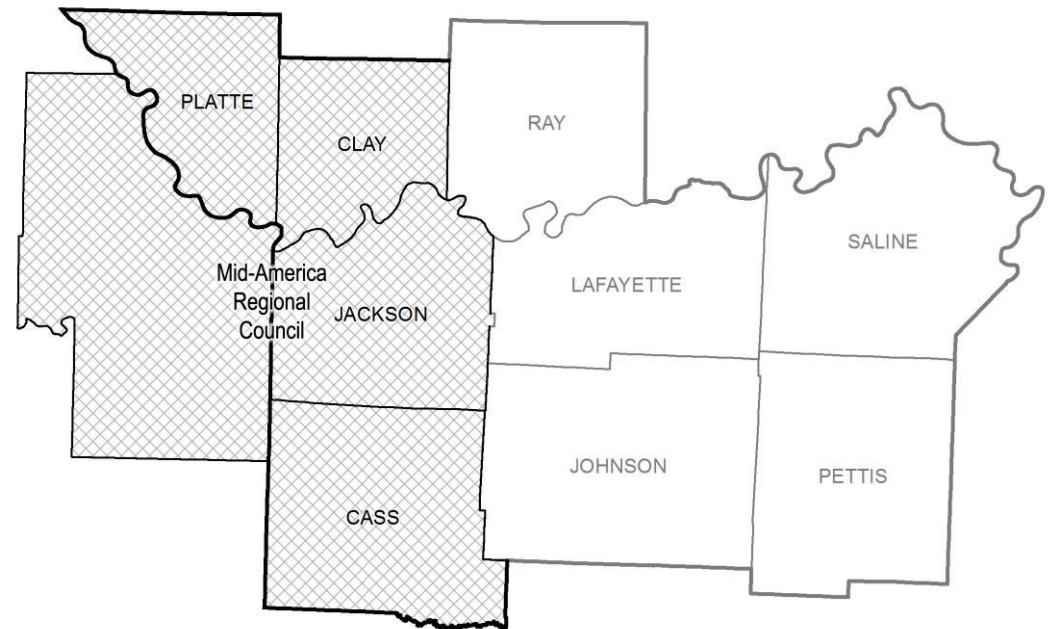 PLATTE
CLAY
RAY
SALINE
Mid-America
Regional
Council
JACKSON
LAFAYETTE
JOHNSON
PETTIS
CASS